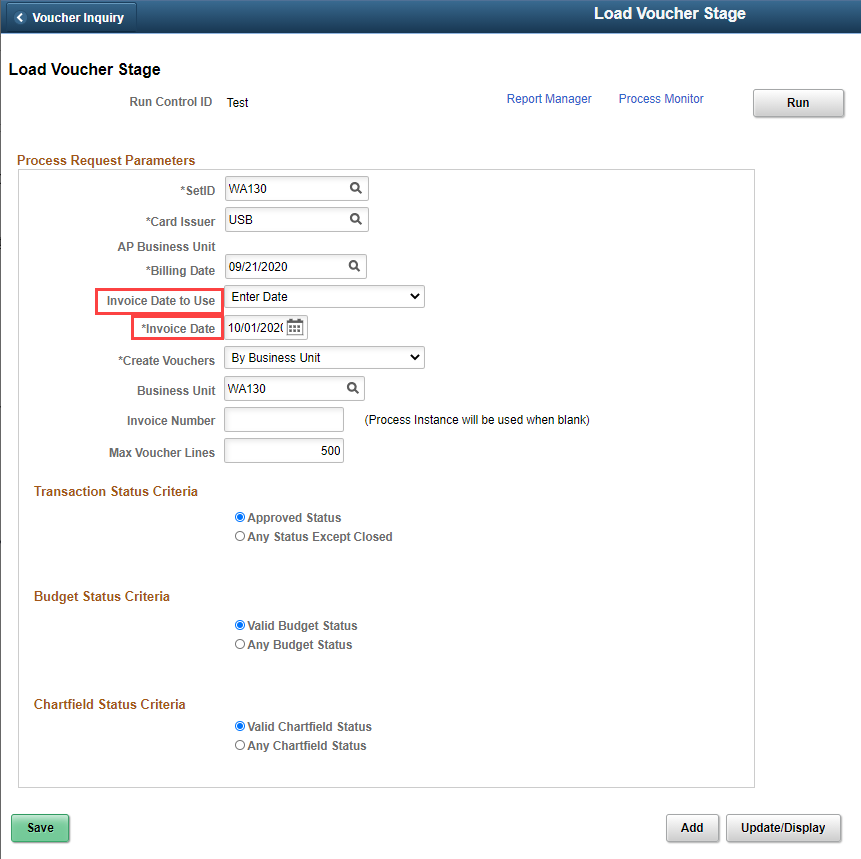 Voucher Inquiry
Load Voucher Stage
Load Voucher Stage
Run Control ID Test Report Manager Process Monitor Run
Process Request Parameters
*SetID WA130
*Card Issuer USB
AP Business Unit
*Billing Date 09/21/2020
Invoice Date to Use Enter Date
*Invoice Date 10/01/2020
*Create Vouchers By Business Unit
Business Unit WA130
Invoice Number (Process Instance will be used when blank)
Max Voucher Lines 500
Transaction Status Criteria
Approved Status
Any Status Except Closed
Budget Status Criteria
Valid Budget Status
Any Budget Status
Chartfield Status Criteria
Valid Chartfield Status
Any Chartfield Status
Save Add Update/Display